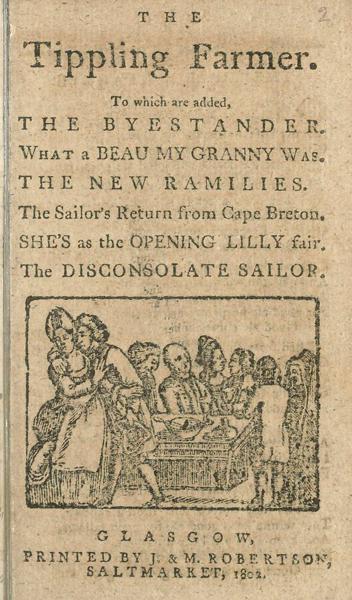 2
THE
Tippling Farmer.
To which are added,
THE BYESTANDER.
WHAT a BEAU MY GRANNY WAS.
THE NEW RAMILIES.
The Sailor's Return from Cape Breton.
SHE'S as the OPENING LILLY fair.
The DISCONSOLATE SAILOR.
GLASGOW,
PRINTED BY J. & M. ROBERTSON,
SALTMARKET, 1802.